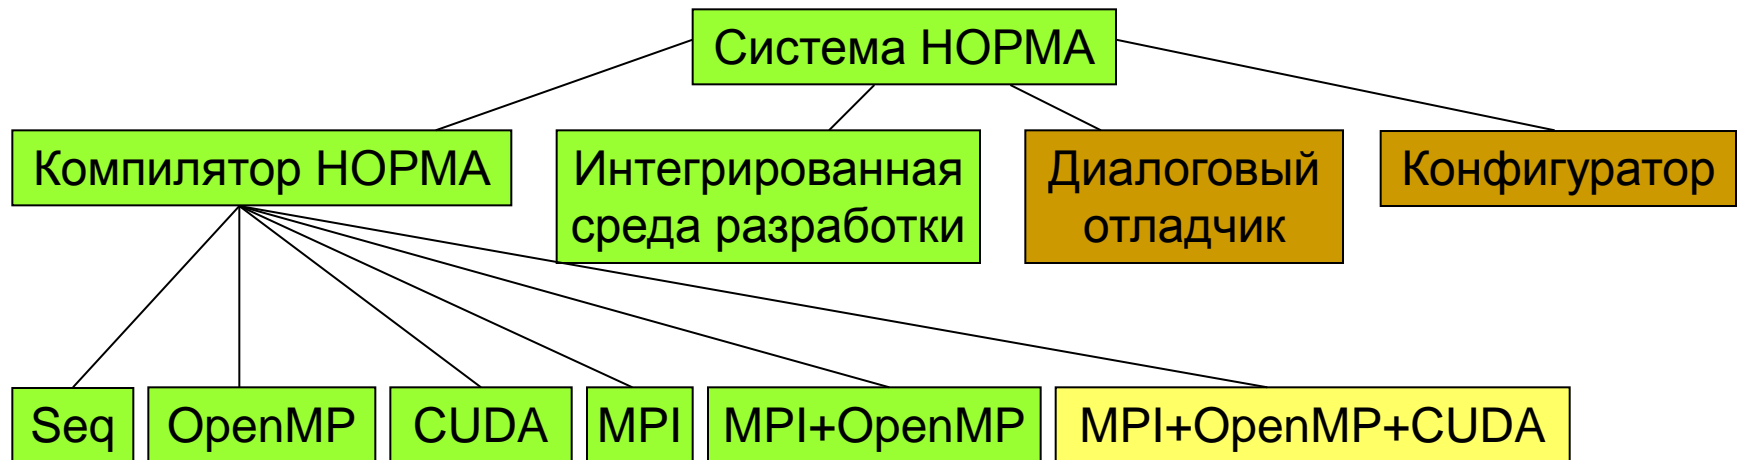 Система НОРМА
Компилятор НОРМА
Интегрированная
среда разработки
Диалоговый
отладчик
Конфигуратор
Seq
OpenMP
CUDA
MPI
MPI+OpenMP
MPI+OpenMP+CUDA